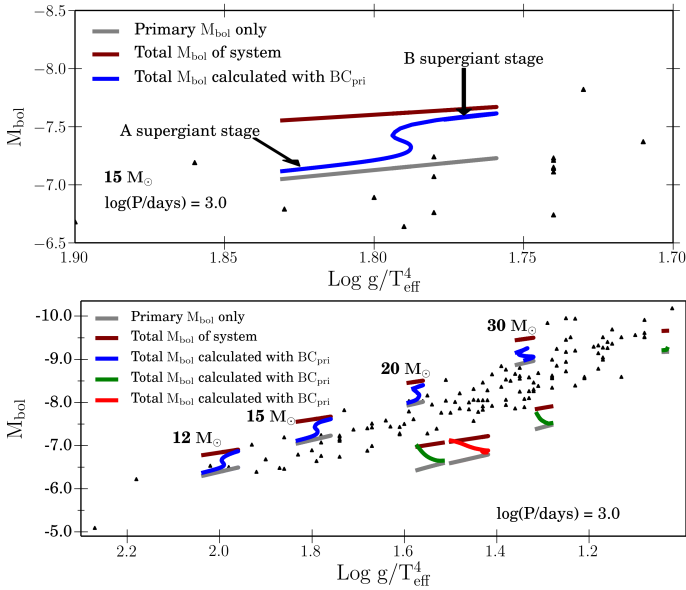 −8.5
−8.0
−7.5
−7.0
−6.5
M_bol
Primary M_bol only
Total M_bol of system
Total M_bol calculated with BC_pri
B supergiant stage
A supergiant stage
15 M_⊙
log(P/days) = 3.0
1.90 1.85 1.80 1.75 1.70
Log g/T_eff^4
-10.0
-9.0
-8.0
-7.0
-6.0
-5.0
M_bol
Primary M_bol only
Total M_bol of system
Total M_bol calculated with BC_pri
Total M_bol calculated with BC_pri
Total M_bol calculated with BC_pri
30 M_⊙
20 M_⊙
15 M_⊙
12 M_⊙
log(P/days) = 3.0
2.2 2.0 1.8 1.6 1.4 1.2
Log g/T_eff^4